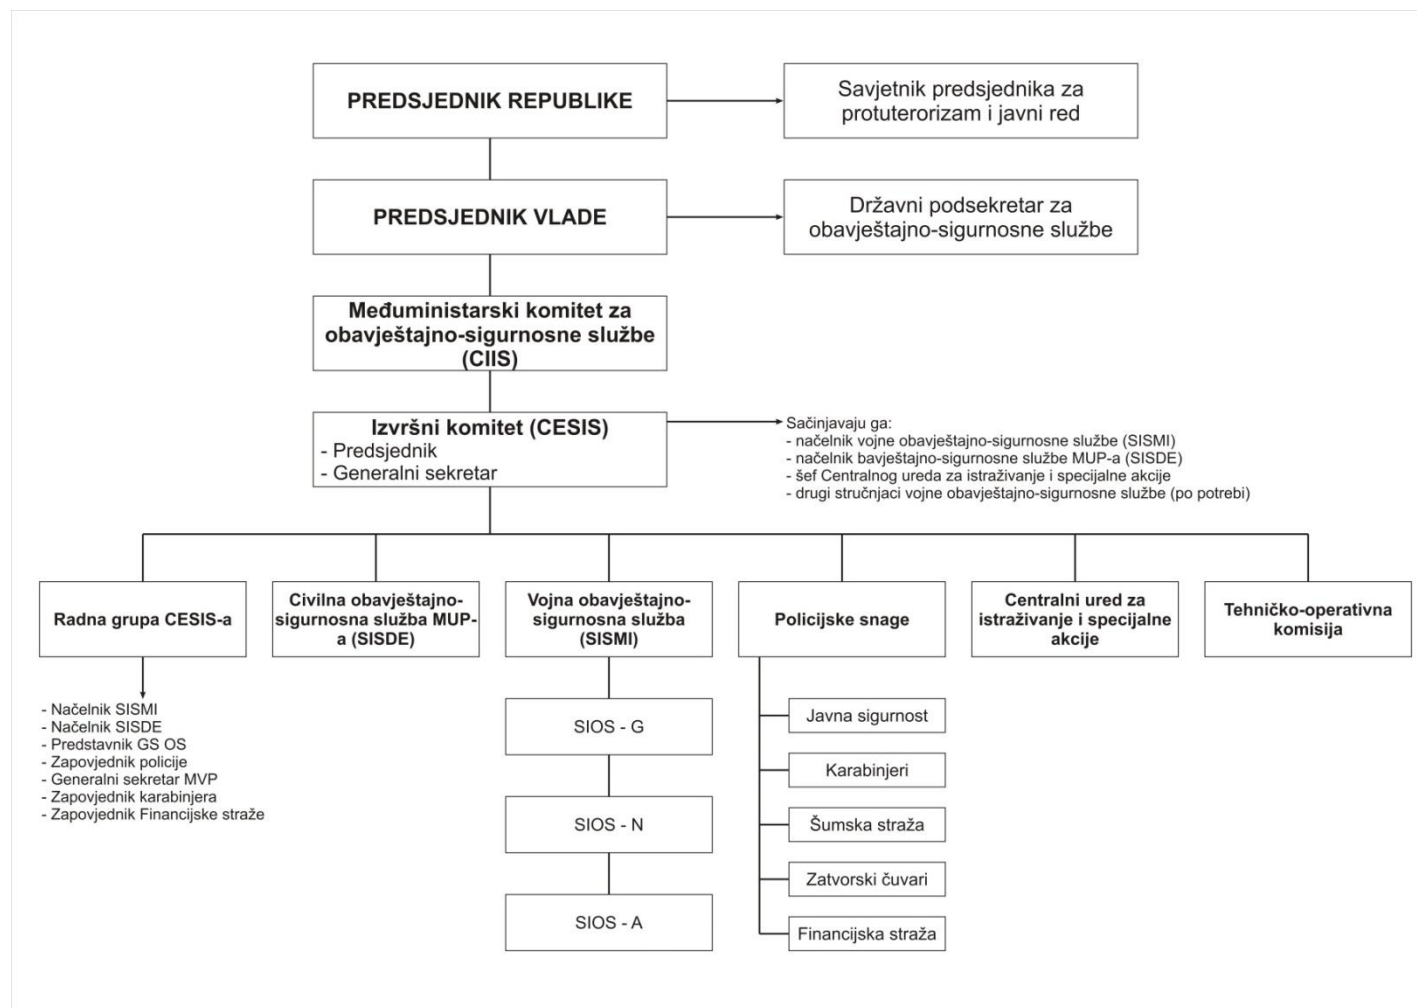 PREDSJEDNIK REPUBLIKE
Savjetnik predsjednika za
protuterorizam i javni red
PREDSJEDNIK VLADE
Državni podsekretar za
obavještajno-sigurnosne službe
Međuministarski komitet za
obavještajno-sigurnosne službe
(CIIS)
Izvršni komitet (CESIS)
- Predsjednik
- Generalni sekretar
Sačinjavaju ga:
- načelnik vojne obavještajno-sigurnosne službe (SISMI)
- načelnik bavještajno-sigurnosne službe MUP-a (SISDE)
- šef Centralnog ureda za istraživanje i specijalne akcije
- drugi stručnjaci vojne obavještajno-sigurnosne službe (po potrebi)
Radna grupa CESIS-a
Civilna obavještajno-
sigurnosna služba MUP-
a (SISDE)
Vojna obavještajno-
sigurnosna služba
(SISMI)
Policijske snage
Centralni ured za
istraživanje i specijalne
akcije
Tehničko-operativna
komisija
- Načelnik SISMI
- Načelnik SISDE
- Predstavnik GS OS
- Zapovjednik policije
- Generalni sekretar MVP
- Zapovjednik karabinjera
- Zapovjednik Financijske straže
SIOS - G
SIOS - N
SIOS - A
Javna sigurnost
Karabinjeri
Šumska straža
Zatvorski čuvari
Financijska straža